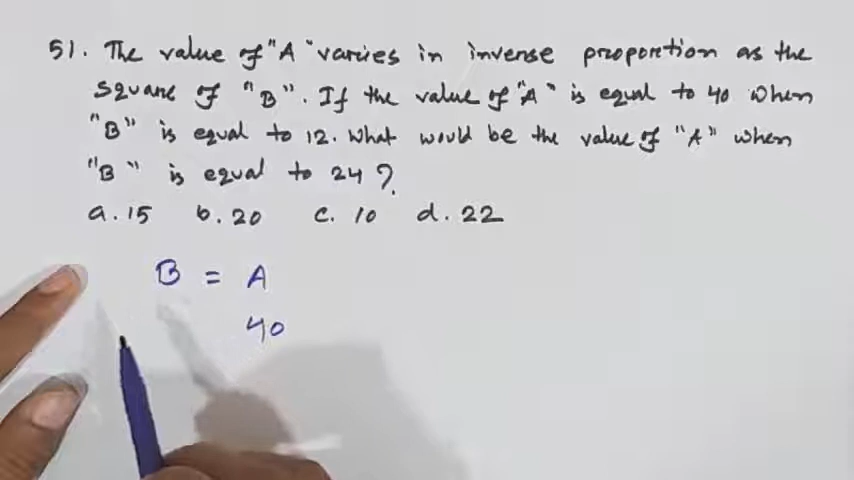 51. The value of "A" varies in inverse proportion as the
square of "B". If the value of "A" is equal to 40 when
"B" is equal to 12. What would be the value of "A" when
"B" is equal to 24?
a. 15 b. 20 c. 10 d. 22
B = A
40